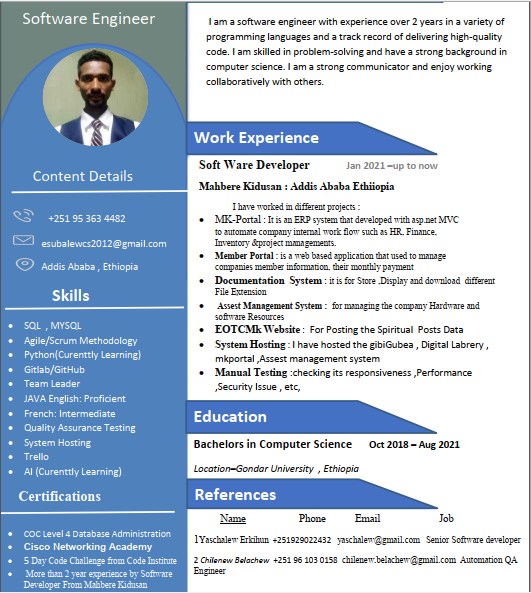 Software Engineer
I am a software engineer with experience over 2 years in a variety of
programming languages and a track record of delivering high-quality
code. I am skilled in problem-solving and have a strong background in
computer science. I am a strong communicator and enjoy working
collaboratively with others.
Content Details
+251 95 363 4482
esubalewcs2012@gmail.com
Addis Ababa , Ethiopia
Skills
SQL , MYSQL
Agile/Scrum Methodology
Python(Curenttly Learning)
Gitlab/GitHub
Team Leader
JAVA English: Proficient
French: Intermediate
Quality Assurance Testing
System Hosting
Trello
AI (Curenttly Learning)
Certifications
COC Level 4 Database Administration
Cisco Networking Academy
5 Day Code Challenge from Code Institute
More than 2 year experience by Software
Developer From Mahbere Kidusan
Work Experience
Soft Ware Developer Jan 2021 –up to now
Mahbere Kidusan : Addis Ababa Ethiiopia
I have worked in different projects :
MK-Portal : It is an ERP system that developed with asp.net MVC
to automate company internal work flow such as HR, Finance,
Inventory &project managements.
Member Portal : is a web based application that used to manage
companies member information, their monthly payment
Documentation System : it is for Store ,Display and download different
File Extension
Assest Management System : for managing the company Hardware and
software Resources
EOTCMk Website : For Posting the Spiritual Posts Data
System Hosting : I have hosted the gibiGubea , Digital Labrery ,
mkportal ,Assest management system
Manual Testing :checking its responsiveness ,Performance
,Security Issue , etc,
Education
Bachelors in Computer Science Oct 2018 – Aug 2021
Location–Gondar University , Ethiopia
References
Name Phone Email Job
1Yaschalew Erkihun +251929022432 yaschalew@gmail.com Senior Software developer
2 Chilenew Belachew +251 96 103 0158 chilenew.belachew@gmail.com Automation QA
Engineer